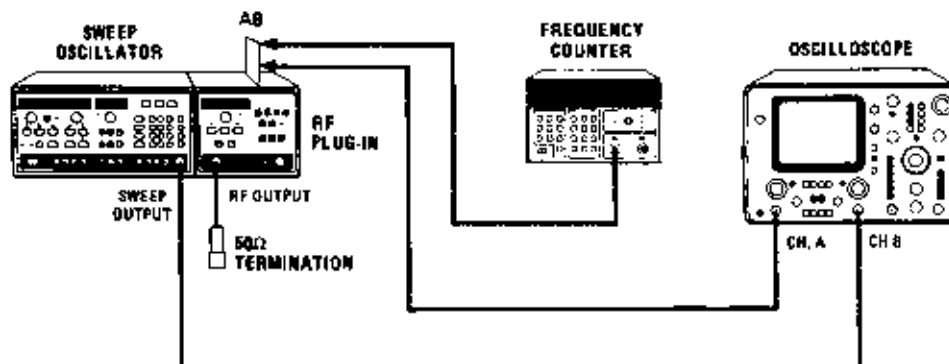 A8
SWEEP
OSCILLATOR
FREQUENCY
COUNTER
OSCILLOSCOPE
RF
PLUG-IN
SWEEP
OUTPUT
RF OUTPUT
50Ω
TERMINATION
CH. A
CH B